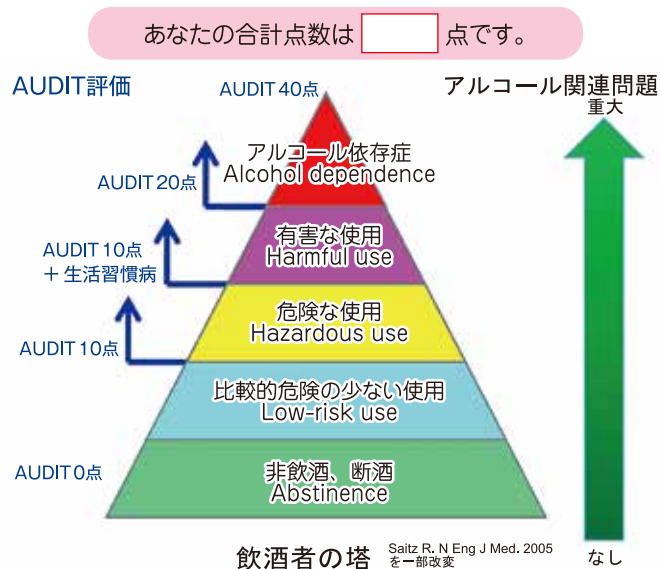 あなたの合計点数は 点です。
AUDIT評価
アルコール関連問題
重大
AUDIT 40点
アルコール依存症
Alcohol dependence
AUDIT 20点
有害な使用
Harmful use
AUDIT 10点
＋生活習慣病
危険な使用
Hazardous use
AUDIT 10点
比較的危険の少ない使用
Low-risk use
AUDIT 0点
非飲酒、断酒
Abstinence
飲酒者の塔
Saitz R. N Eng J Med. 2005
を一部改変
なし